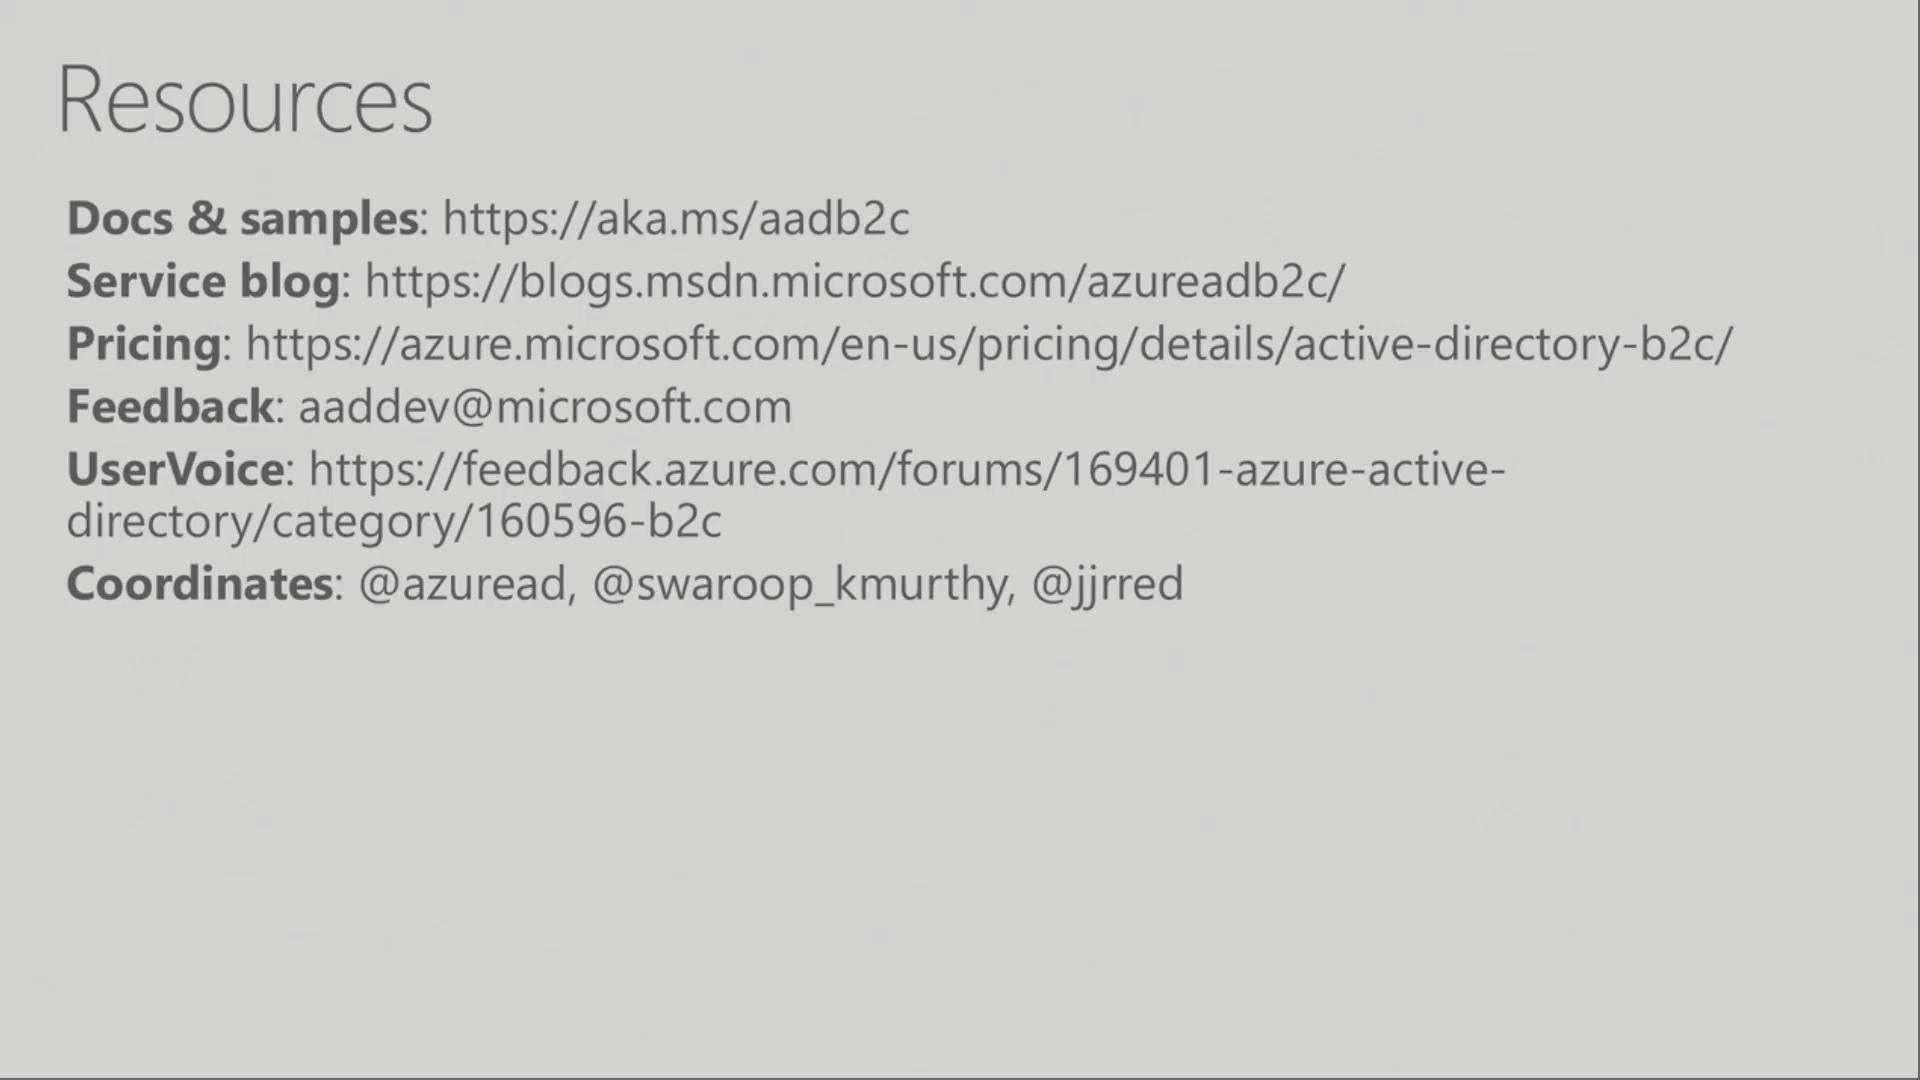 Resources
Docs & samples: https://aka.ms/aadb2c
Service blog: https://blogs.msdn.microsoft.com/azureadb2c/
Pricing: https://azure.microsoft.com/en-us/pricing/details/active-directory-b2c/
Feedback: aaddev@microsoft.com
UserVoice: https://feedback.azure.com/forums/169401-azure-active-
directory/category/160596-b2c
Coordinates: @azuread, @swaroop_kmurthy, @jjrred